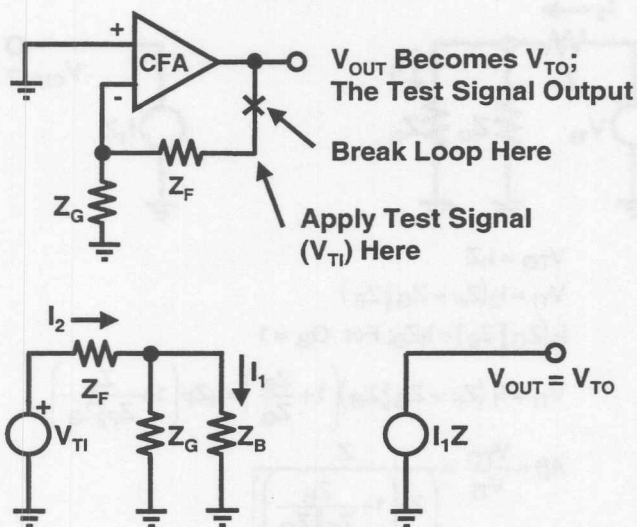 +
CFA
-
V_OUT Becomes V_TO;
The Test Signal Output
Break Loop Here
Z_F
Z_G
Apply Test Signal
(V_TI) Here
I_2
Z_F
I_1
+
V_TI
Z_G
Z_B
V_OUT = V_TO
I_1Z